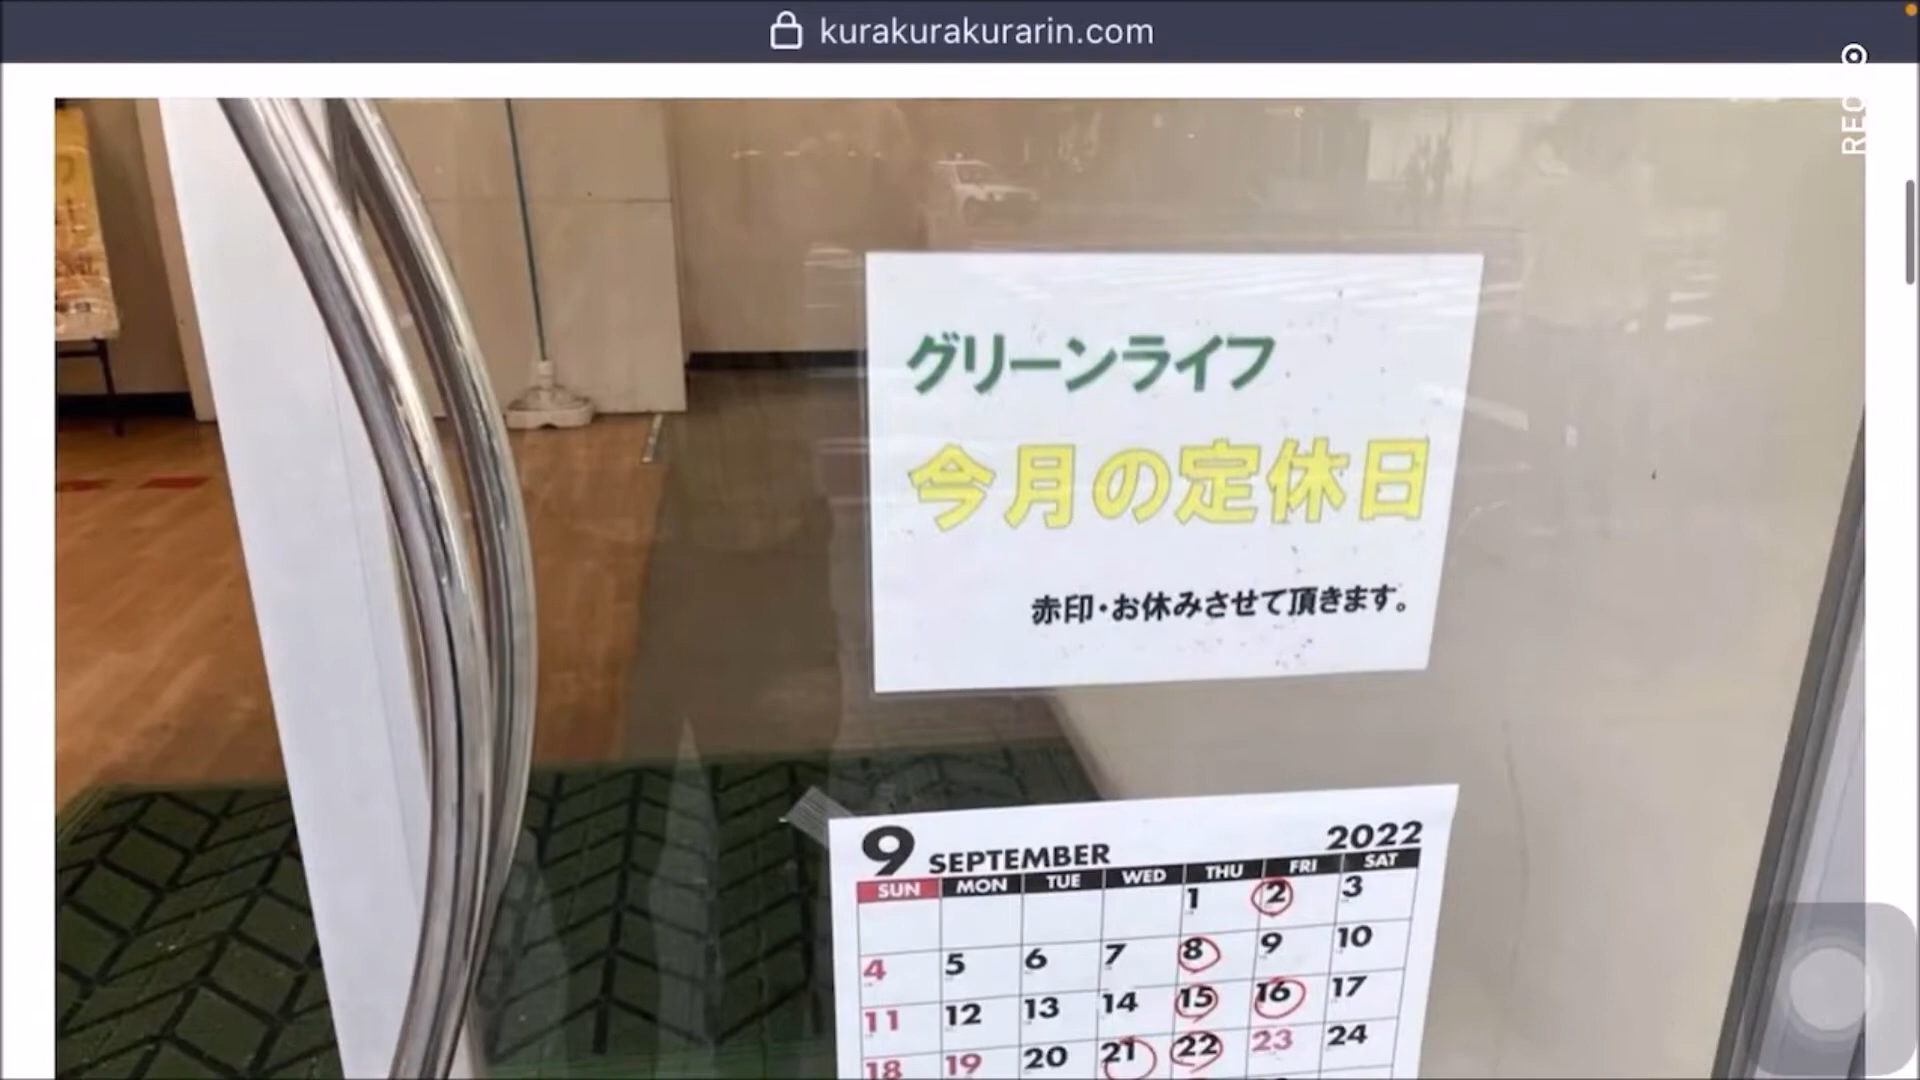 kurakurakurarin.com
REC
グリーンライフ
今月の定休日
赤印・お休みさせて頂きます。
9 SEPTEMBER 2022
SUN MON TUE WED THU FRI SAT
1 2 3
4 5 6 7 8 9 10
11 12 13 14 15 16 17
18 19 20 21 22 23 24